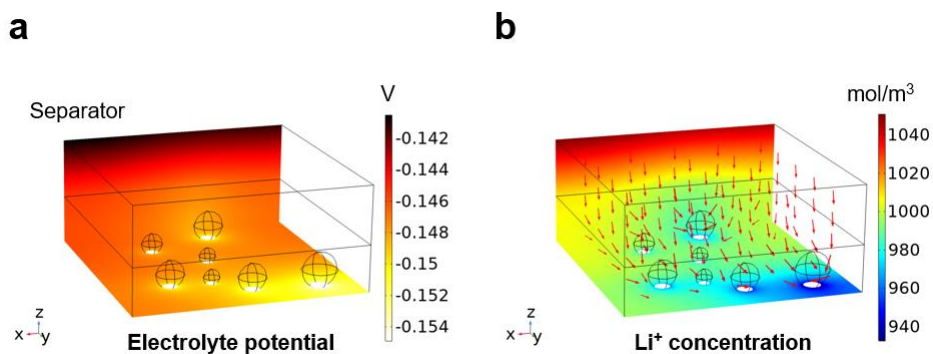 a
Separator
V
-0.142
-0.144
-0.146
-0.148
-0.15
-0.152
-0.154
z
x
y
Electrolyte potential
b
mol/m³
1040
1020
1000
980
960
940
z
x
y
Li⁺ concentration